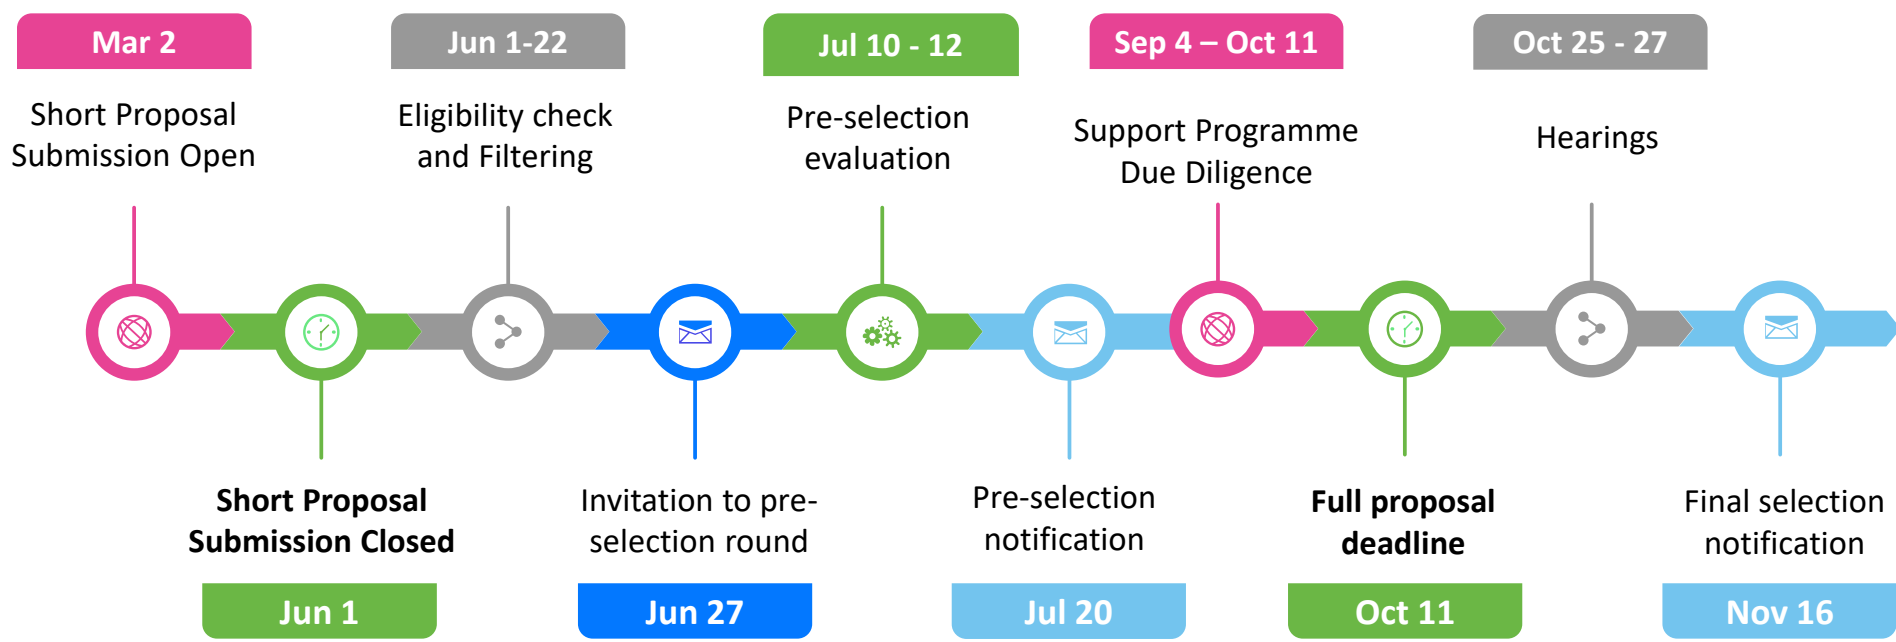 Mar 2
Short Proposal
Submission Open
Jun 1
Short Proposal
Submission Closed
Jun 1-22
Eligibility check
and Filtering
Invitation to pre-
selection round
Jun 27
Jul 10 - 12
Pre-selection
evaluation
Pre-selection
notification
Jul 20
Sep 4 – Oct 11
Support Programme
Due Diligence
Full proposal
deadline
Oct 11
Oct 25 - 27
Hearings
Final selection
notification
Nov 16